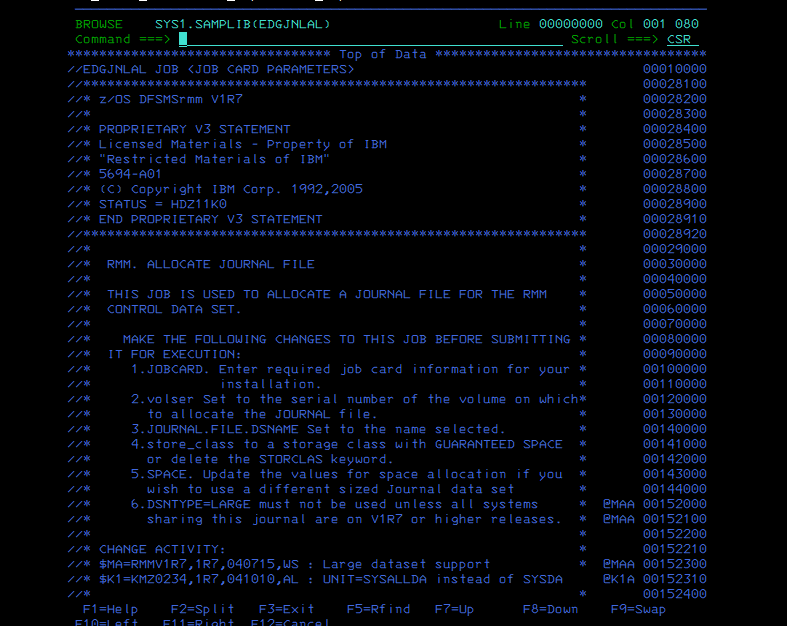 BROWSE    SYS1.SAMPLIB(EDGJNLAL)                     Line 00000000 Col 001 080
Command ===>                                                  Scroll ===> CSR
********************************* Top of Data **********************************
//EDGJNLAL JOB <JOB CARD PARAMETERS>                                    00010000
//***************************************************************       00028100
//* z/OS DFSMSrmm V1R7                                          *       00028200
//*                                                             *       00028300
//* PROPRIETARY V3 STATEMENT                                    *       00028400
//* Licensed Materials - Property of IBM                        *       00028500
//* "Restricted Materials of IBM"                               *       00028600
//* 5694-A01                                                    *       00028700
//* (C) Copyright IBM Corp. 1992,2005                           *       00028800
//* STATUS = HDZ11K0                                            *       00028900
//* END PROPRIETARY V3 STATEMENT                                *       00028910
//***************************************************************       00028920
//*                                                             *       00029000
//*  RMM. ALLOCATE JOURNAL FILE                                 *       00030000
//*                                                             *       00040000
//*  THIS JOB IS USED TO ALLOCATE A JOURNAL FILE FOR THE RMM    *       00050000
//*  CONTROL DATA SET.                                          *       00060000
//*                                                             *       00070000
//*    MAKE THE FOLLOWING CHANGES TO THIS JOB BEFORE SUBMITTING *       00080000
//*  IT FOR EXECUTION:                                          *       00090000
//*     1.JOBCARD. Enter required job card information for your *       00100000
//*                installation.                                *       00110000
//*     2.volser Set to the serial number of the volume on which*       00120000
//*       to allocate the JOURNAL file.                         *       00130000
//*     3.JOURNAL.FILE.DSNAME Set to the name selected.         *       00140000
//*     4.store_class to a storage class with GUARANTEED SPACE  *       00141000
//*       or delete the STORCLAS keyword.                       *       00142000
//*     5.SPACE. Update the values for space allocation if you  *       00143000
//*       wish to use a different sized Journal data set        *       00144000
//*     6.DSNTYPE=LARGE must not be used unless all systems     *  @MAA 00152000
//*       sharing this journal are on V1R7 or higher releases.  *  @MAA 00152100
//*                                                             *       00152200
//* CHANGE ACTIVITY:                                            *       00152210
//* $MA=RMMV1R7,1R7,040715,WS : Large dataset support           *  @MAA 00152300
//* $K1=KMZ0234,1R7,041010,AL : UNIT=SYSALLDA instead of SYSDA     @K1A 00152310
//*                                                             *       00152400
F1=Help    F2=Split   F3=Exit    F5=Rfind   F7=Up      F8=Down    F9=Swap
F10=Left   F11=Right  F12=Cancel